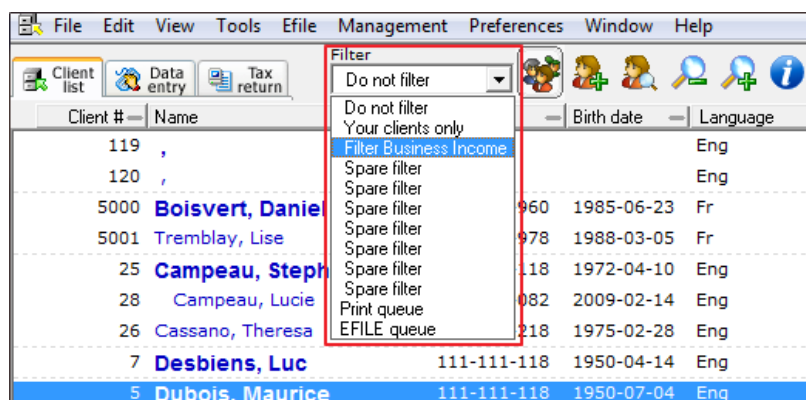 File Edit View Tools Efile Management Preferences Window Help
Filter
Client list Data entry Tax return Do not filter
Client # Name Birth date Language
Do not filter
Your clients only
Filter Business Income
Spare filter
Spare filter
Spare filter
Spare filter
Spare filter
Spare filter
Spare filter
Print queue
EFILE queue
119 , Eng
120 , Eng
5000 Boisvert, Daniel 960 1985-06-23 Fr
5001 Tremblay, Lise 978 1988-03-05 Fr
25 Campeau, Steph 118 1972-04-10 Eng
28 Campeau, Lucie 082 2009-02-14 Eng
26 Cassano, Theresa 218 1975-02-28 Eng
7 Desbiens, Luc 111-111-118 1950-04-14 Eng
5 Dubois, Maurice 111-111-118 1950-07-04 Eng